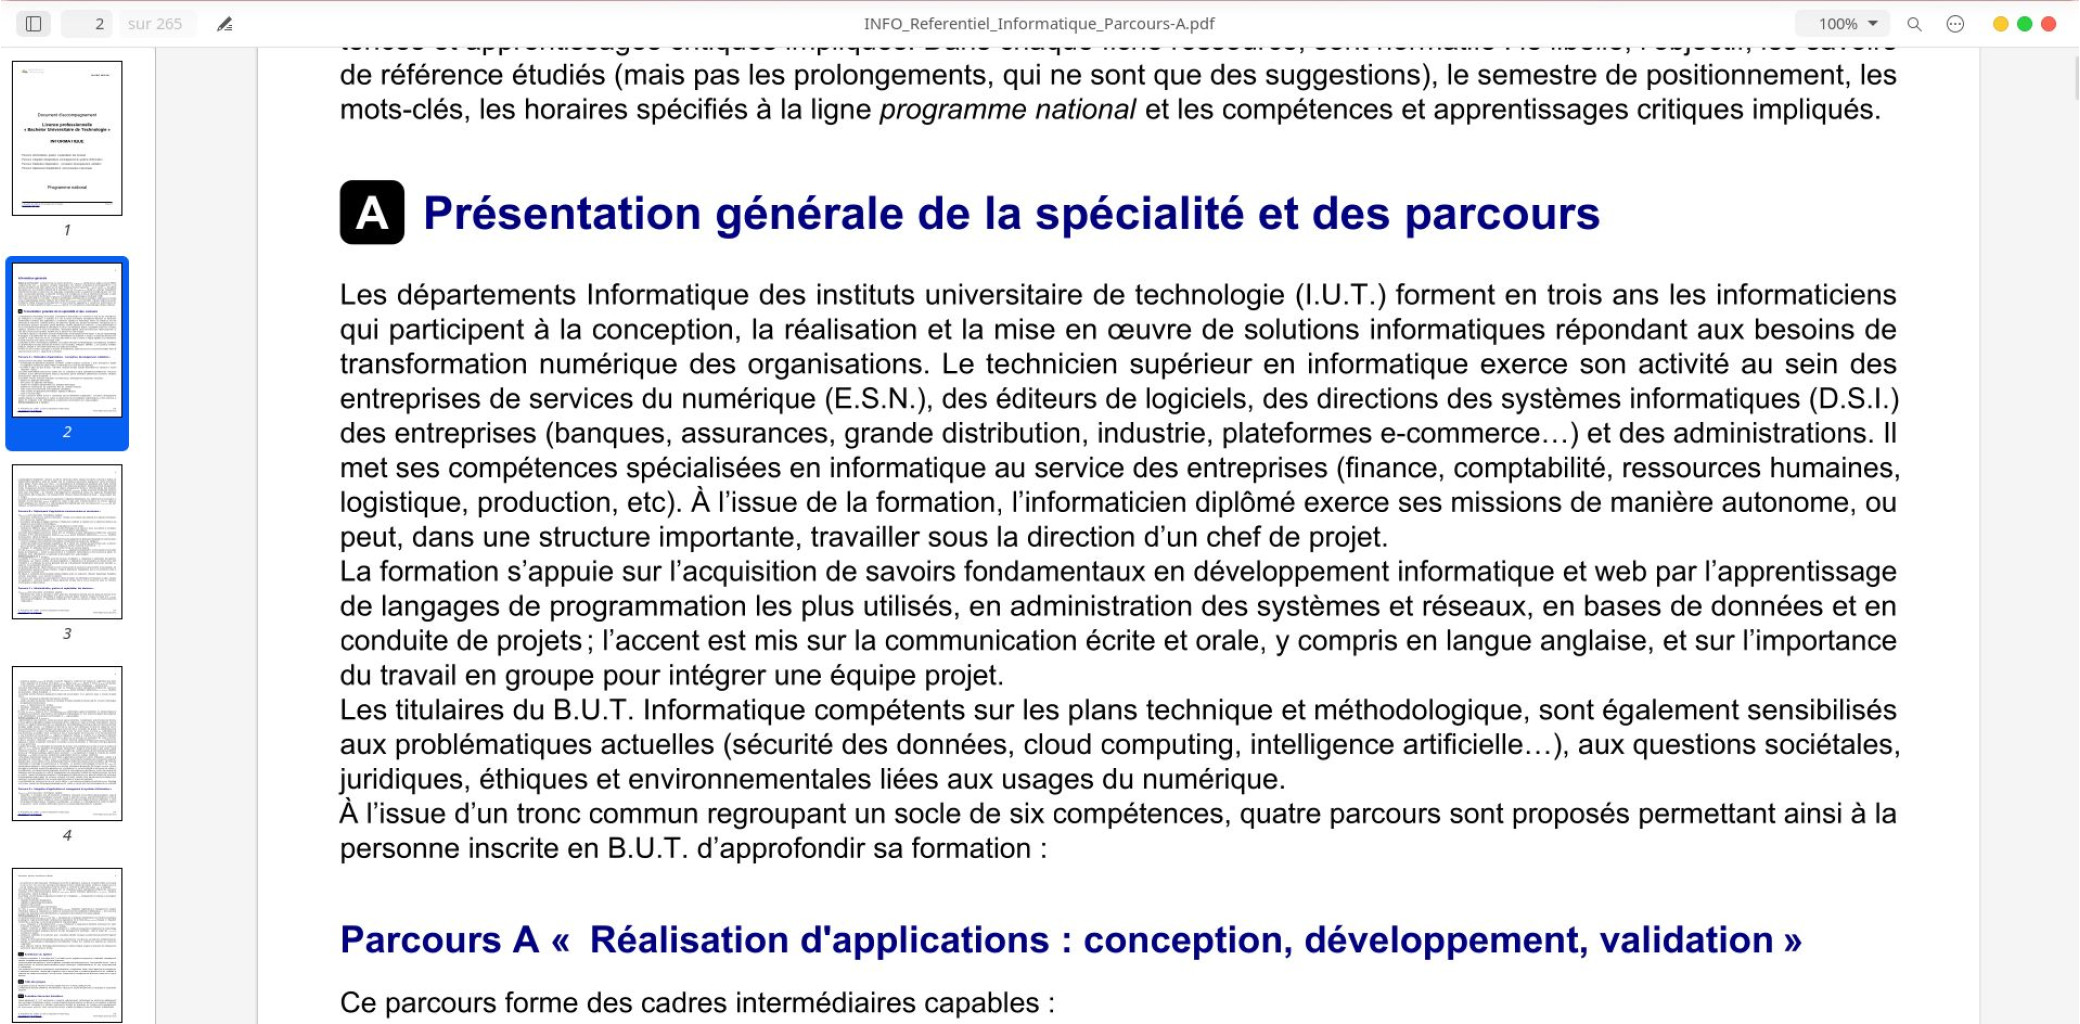 2 sur 265
INFO_Referentiel_Informatique_Parcours-A.pdf
100%
de référence étudiés (mais pas les prolongements, qui ne sont que des suggestions), le semestre de positionnement, les
mots-clés, les horaires spécifiés à la ligne programme national et les compétences et apprentissages critiques impliqués.
A Présentation générale de la spécialité et des parcours
Les départements Informatique des instituts universitaire de technologie (I.U.T.) forment en trois ans les informaticiens
qui participent à la conception, la réalisation et la mise en œuvre de solutions informatiques répondant aux besoins de
transformation numérique des organisations. Le technicien supérieur en informatique exerce son activité au sein des
entreprises de services du numérique (E.S.N.), des éditeurs de logiciels, des directions des systèmes informatiques (D.S.I.)
des entreprises (banques, assurances, grande distribution, industrie, plateformes e-commerce…) et des administrations. Il
met ses compétences spécialisées en informatique au service des entreprises (finance, comptabilité, ressources humaines,
logistique, production, etc). À l’issue de la formation, l’informaticien diplômé exerce ses missions de manière autonome, ou
peut, dans une structure importante, travailler sous la direction d’un chef de projet.
La formation s’appuie sur l’acquisition de savoirs fondamentaux en développement informatique et web par l’apprentissage
de langages de programmation les plus utilisés, en administration des systèmes et réseaux, en bases de données et en
conduite de projets ; l’accent est mis sur la communication écrite et orale, y compris en langue anglaise, et sur l’importance
du travail en groupe pour intégrer une équipe projet.
Les titulaires du B.U.T. Informatique compétents sur les plans technique et méthodologique, sont également sensibilisés
aux problématiques actuelles (sécurité des données, cloud computing, intelligence artificielle…), aux questions sociétales,
juridiques, éthiques et environnementales liées aux usages du numérique.
À l’issue d’un tronc commun regroupant un socle de six compétences, quatre parcours sont proposés permettant ainsi à la
personne inscrite en B.U.T. d’approfondir sa formation :
Parcours A «  Réalisation d'applications : conception, développement, validation »
Ce parcours forme des cadres intermédiaires capables :
Document d'accompagnement
Licence professionnelle
« Bachelor Universitaire de Technologie »
INFORMATIQUE
Programme national
1
2
3
4